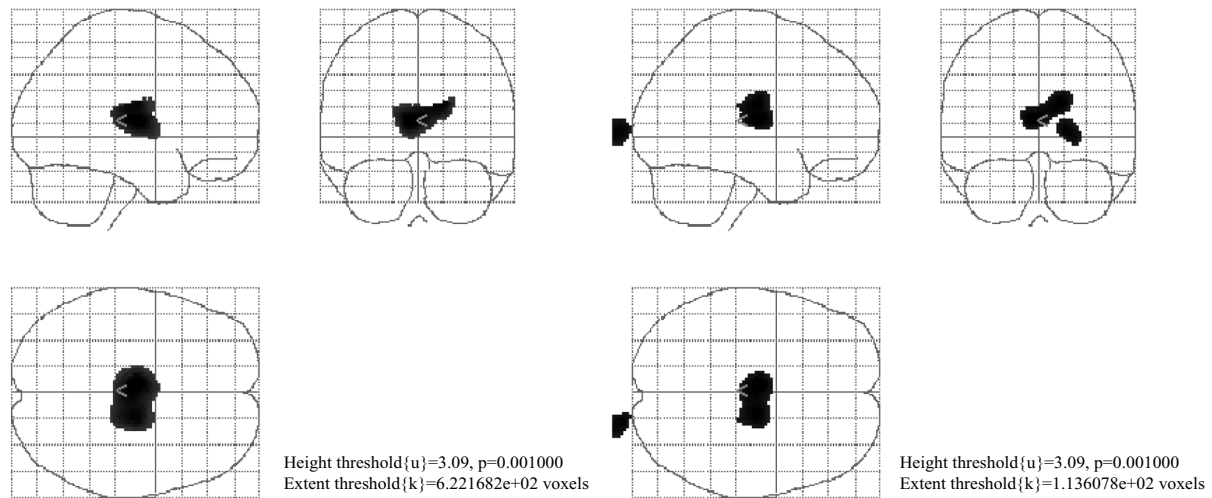 Height threshold{u}=3.09, p=0.001000
Extent threshold{k}=6.221682e+02 voxels
Height threshold{u}=3.09, p=0.001000
Extent threshold{k}=1.136078e+02 voxels